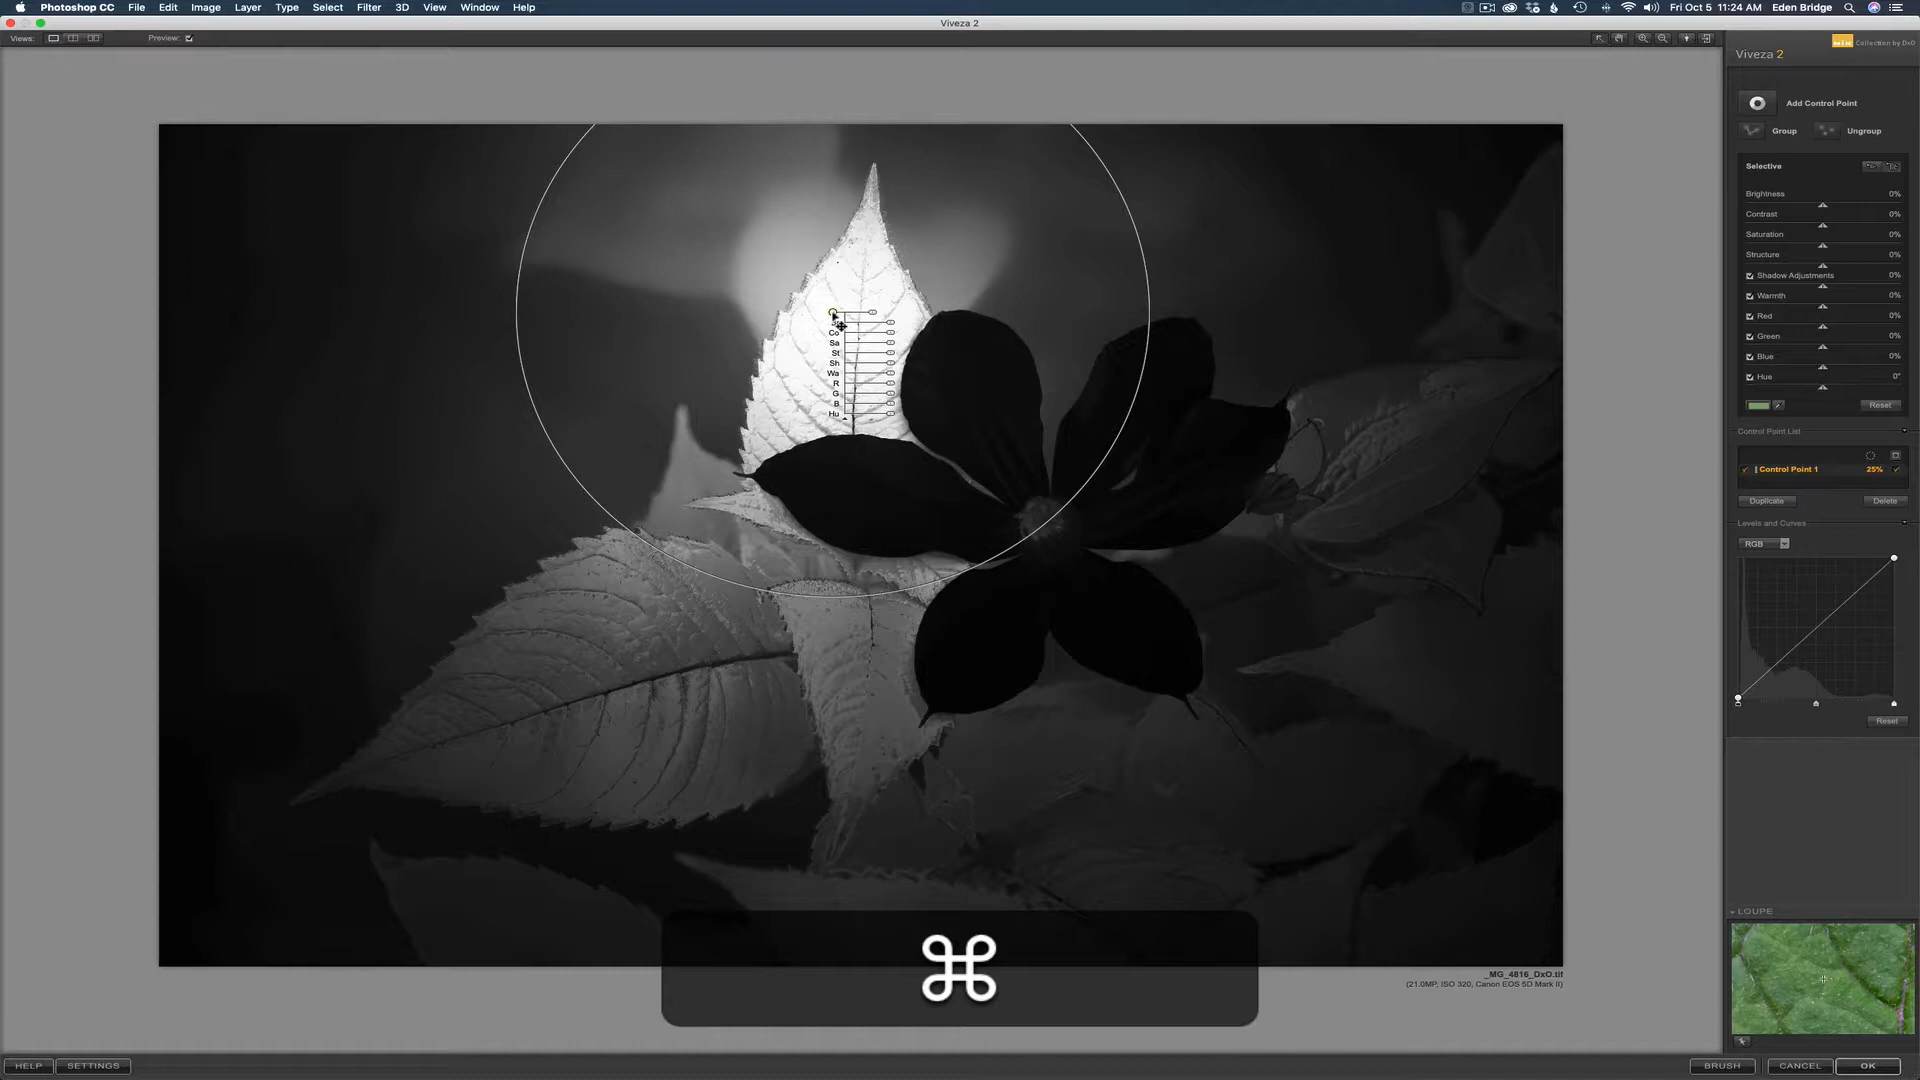 Photoshop CC File Edit Image Layer Type Select Filter 3D View Window Help Fri Oct 5 11:24 AM Eden Bridge
Viveza 2
Views: Preview:
Viveza 2
nik Collection by DxO
Add Control Point
Group Ungroup
Selective
Brightness 0%
Contrast 0%
Saturation 0%
Structure 0%
Shadow Adjustments 0%
Warmth 0%
Red 0%
Green 0%
Blue 0%
Hue 0°
Reset
Co
Sa
St
Sh
Wa
R
G
B
Hu
Control Point List
Control Point 1 25%
Duplicate Delete
Levels and Curves
RGB
Reset
LOUPE
⌘
_MG_4816_DxO.tif
(21.0MP, ISO 320, Canon EOS 5D Mark II)
HELP SETTINGS BRUSH CANCEL OK